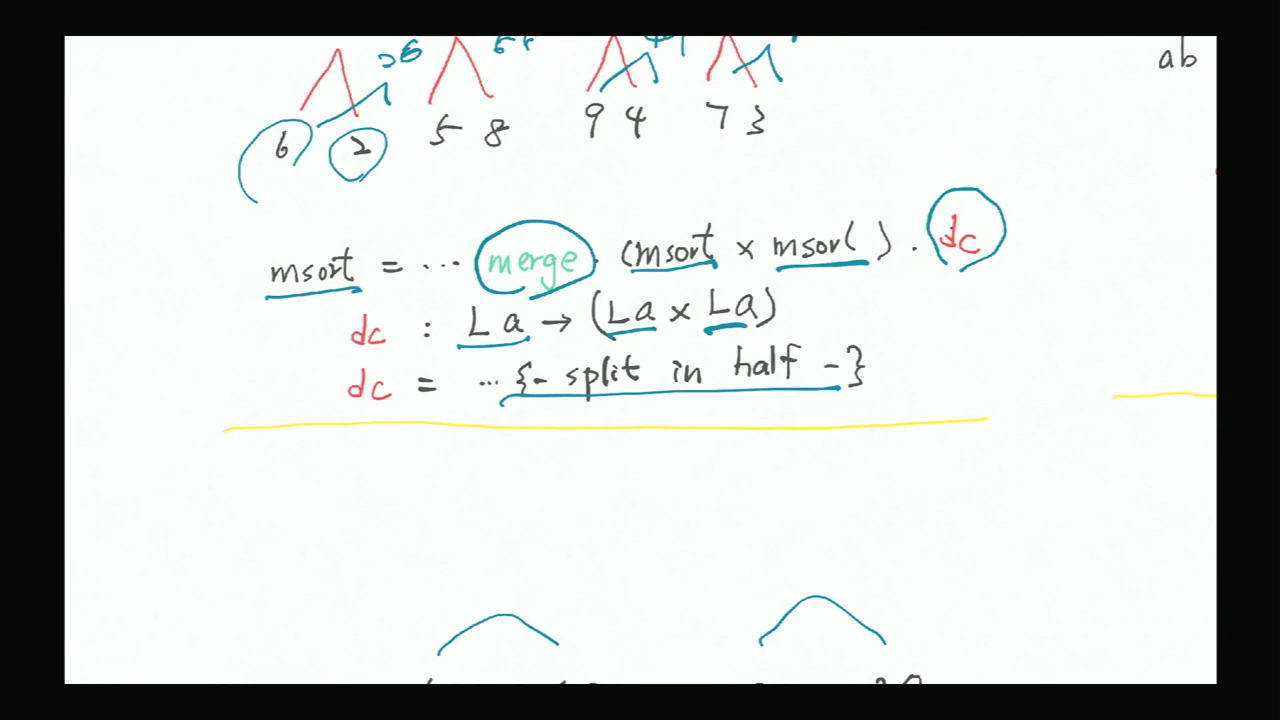 ab
6 2 5 8 9 4 7 3
msort = ... merge . (msort × msort) . dc
dc : La → (La × La)
dc = ... {- split in half -}